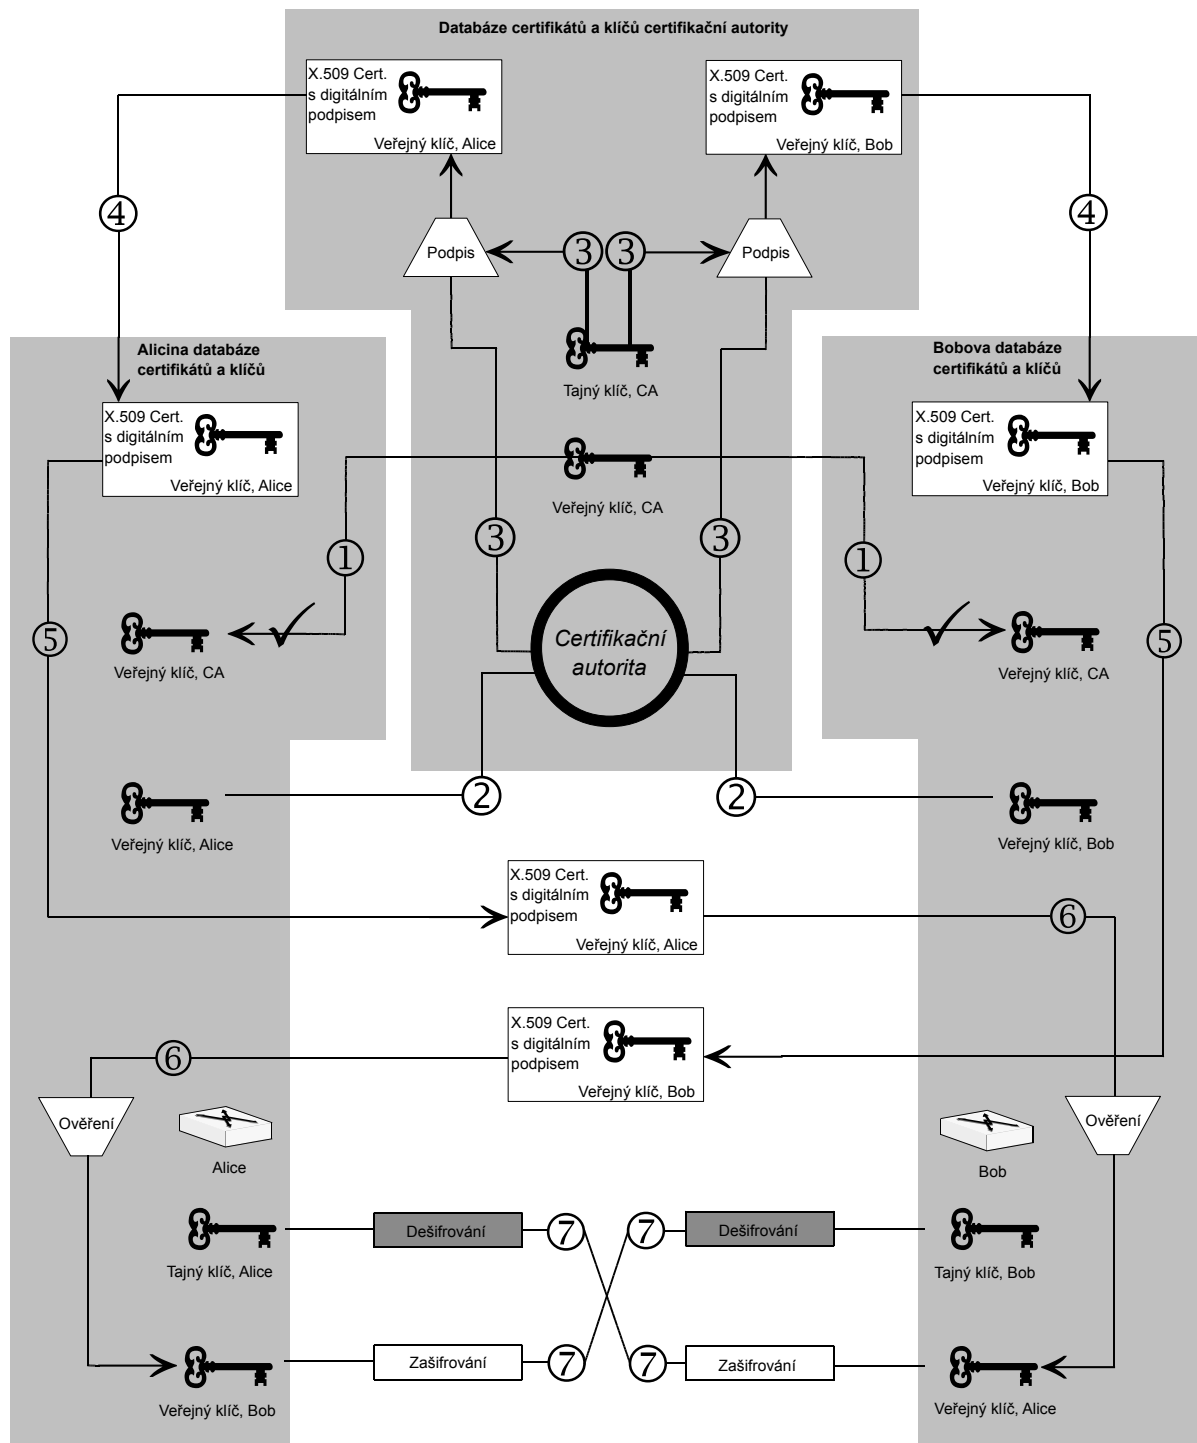 Databáze certifikátů a klíčů certifikační autority
X.509 Cert.
s digitálním
podpisem
Veřejný klíč, Alice
X.509 Cert.
s digitálním
podpisem
Veřejný klíč, Bob
4
4
Podpis
3
3
Podpis
Tajný klíč, CA
Alicina databáze
certifikátů a klíčů
Bobova databáze
certifikátů a klíčů
X.509 Cert.
s digitálním
podpisem
Veřejný klíč, Alice
Veřejný klíč, CA
X.509 Cert.
s digitálním
podpisem
Veřejný klíč, Bob
3
3
1
1
5
5
Certifikační
autorita
Veřejný klíč, CA
Veřejný klíč, CA
2
2
Veřejný klíč, Alice
Veřejný klíč, Bob
X.509 Cert.
s digitálním
podpisem
Veřejný klíč, Alice
6
X.509 Cert.
s digitálním
podpisem
Veřejný klíč, Bob
6
Ověření
Ověření
Alice
Bob
Dešifrování
7
7
Dešifrování
Tajný klíč, Alice
Tajný klíč, Bob
Zašifrování
7
7
Zašifrování
Veřejný klíč, Bob
Veřejný klíč, Alice